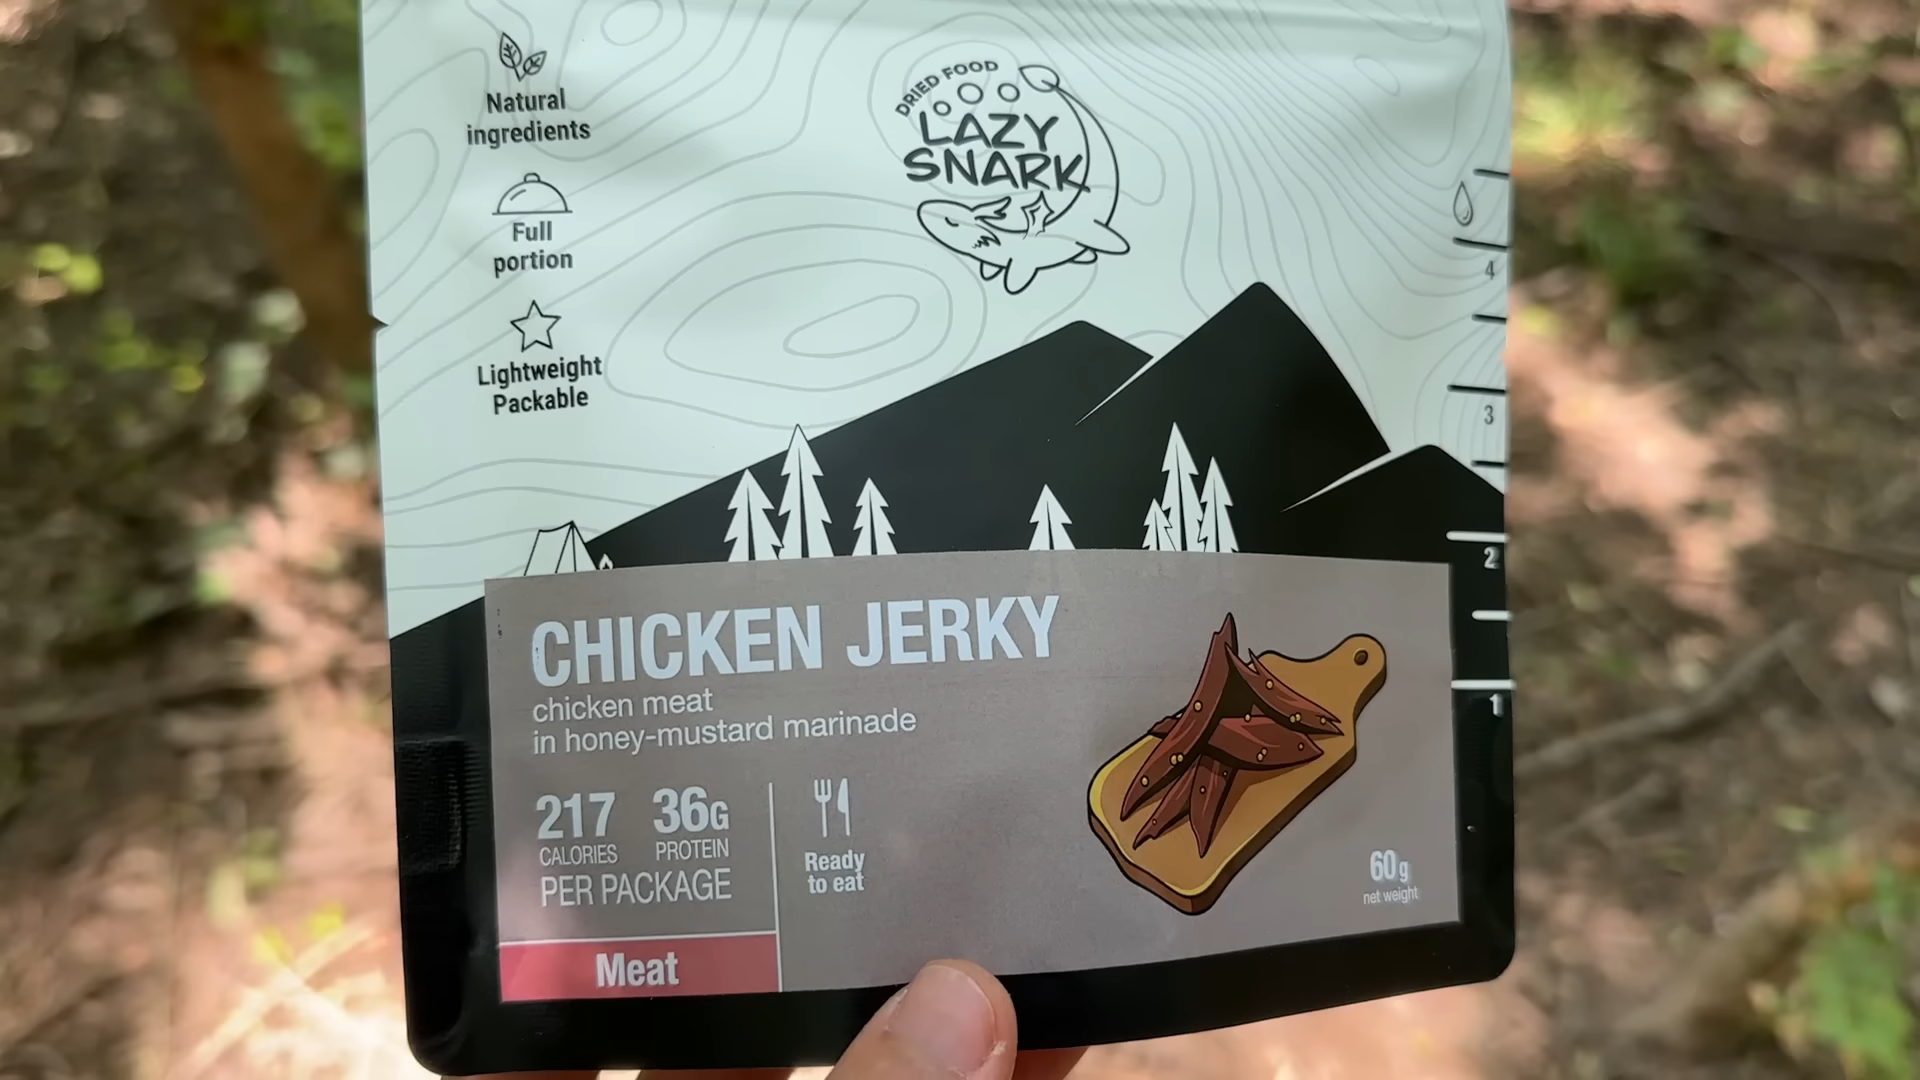 Natural
ingredients
Full
portion
Lightweight
Packable
DRIED FOOD
LAZY
SNARK
4
3
2
1
CHICKEN JERKY
chicken meat
in honey-mustard marinade
217
CALORIES
36G
PROTEIN
PER PACKAGE
Ready
to eat
60g
net weight
Meat